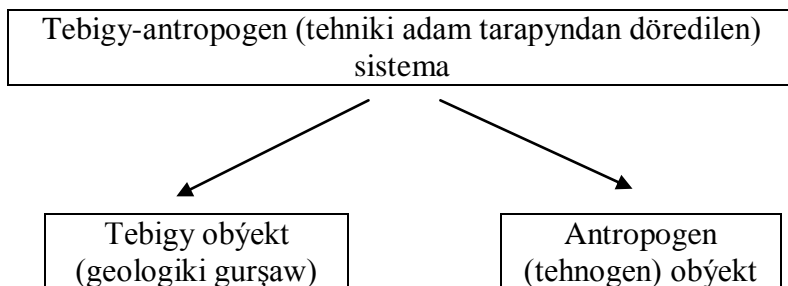 Tebigy-antropogen (tehniki adam tarapyndan döredilen)
sistema
Tebigy obýekt
(geologiki gurşaw)
Antropogen
(tehnogen) obýekt